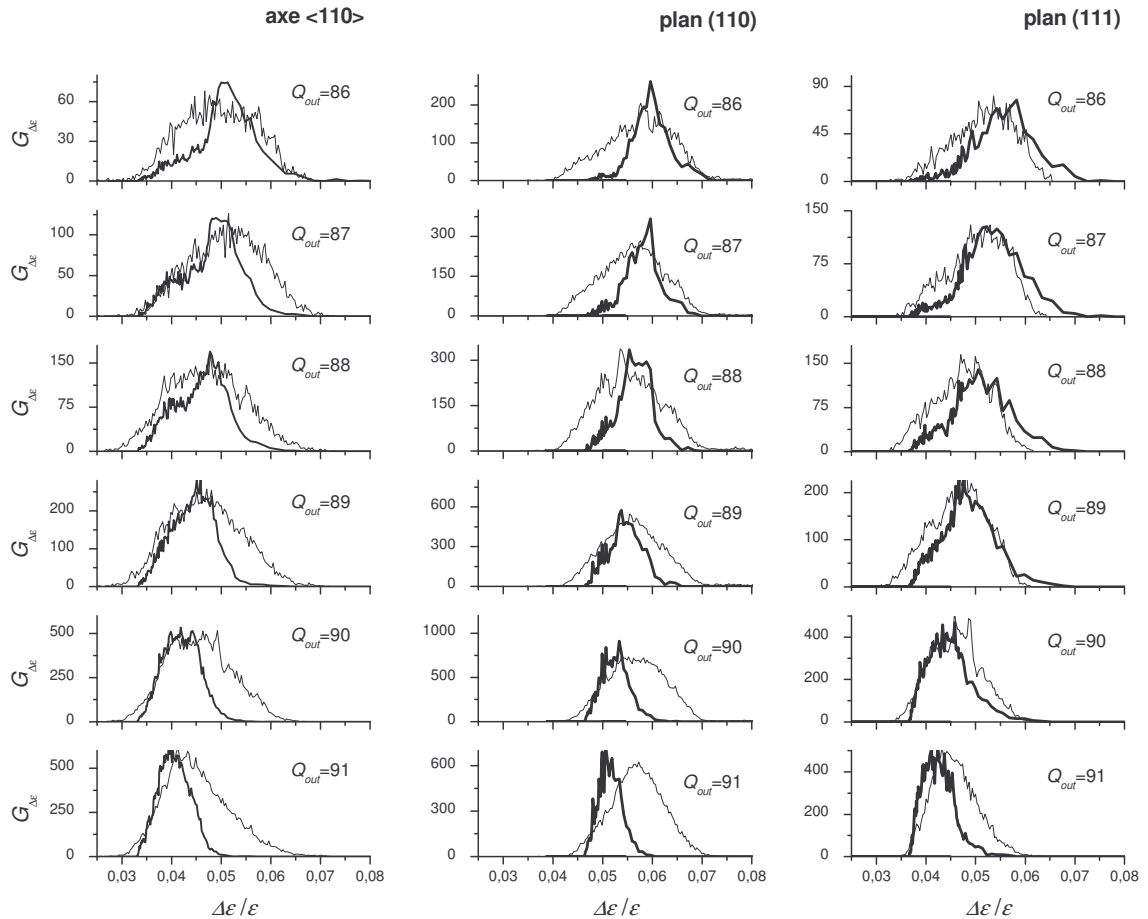 axe <110> plan (110) plan (111)
G_Δε 60 30 0 Q_out=86 200 100 0 Q_out=86 90 45 0 Q_out=86
G_Δε 100 50 0 Q_out=87 300 150 0 Q_out=87 150 75 0 Q_out=87
G_Δε 150 75 0 Q_out=88 300 150 0 Q_out=88 150 75 0 Q_out=88
G_Δε 200 100 0 Q_out=89 600 300 0 Q_out=89 200 100 0 Q_out=89
G_Δε 500 250 0 Q_out=90 1000 500 0 Q_out=90 400 200 0 Q_out=90
G_Δε 500 250 0 Q_out=91 600 300 0 Q_out=91 400 200 0 Q_out=91
0,03 0,04 0,05 0,06 0,07 0,08 0,03 0,04 0,05 0,06 0,07 0,08 0,03 0,04 0,05 0,06 0,07 0,08
Δε/ε Δε/ε Δε/ε